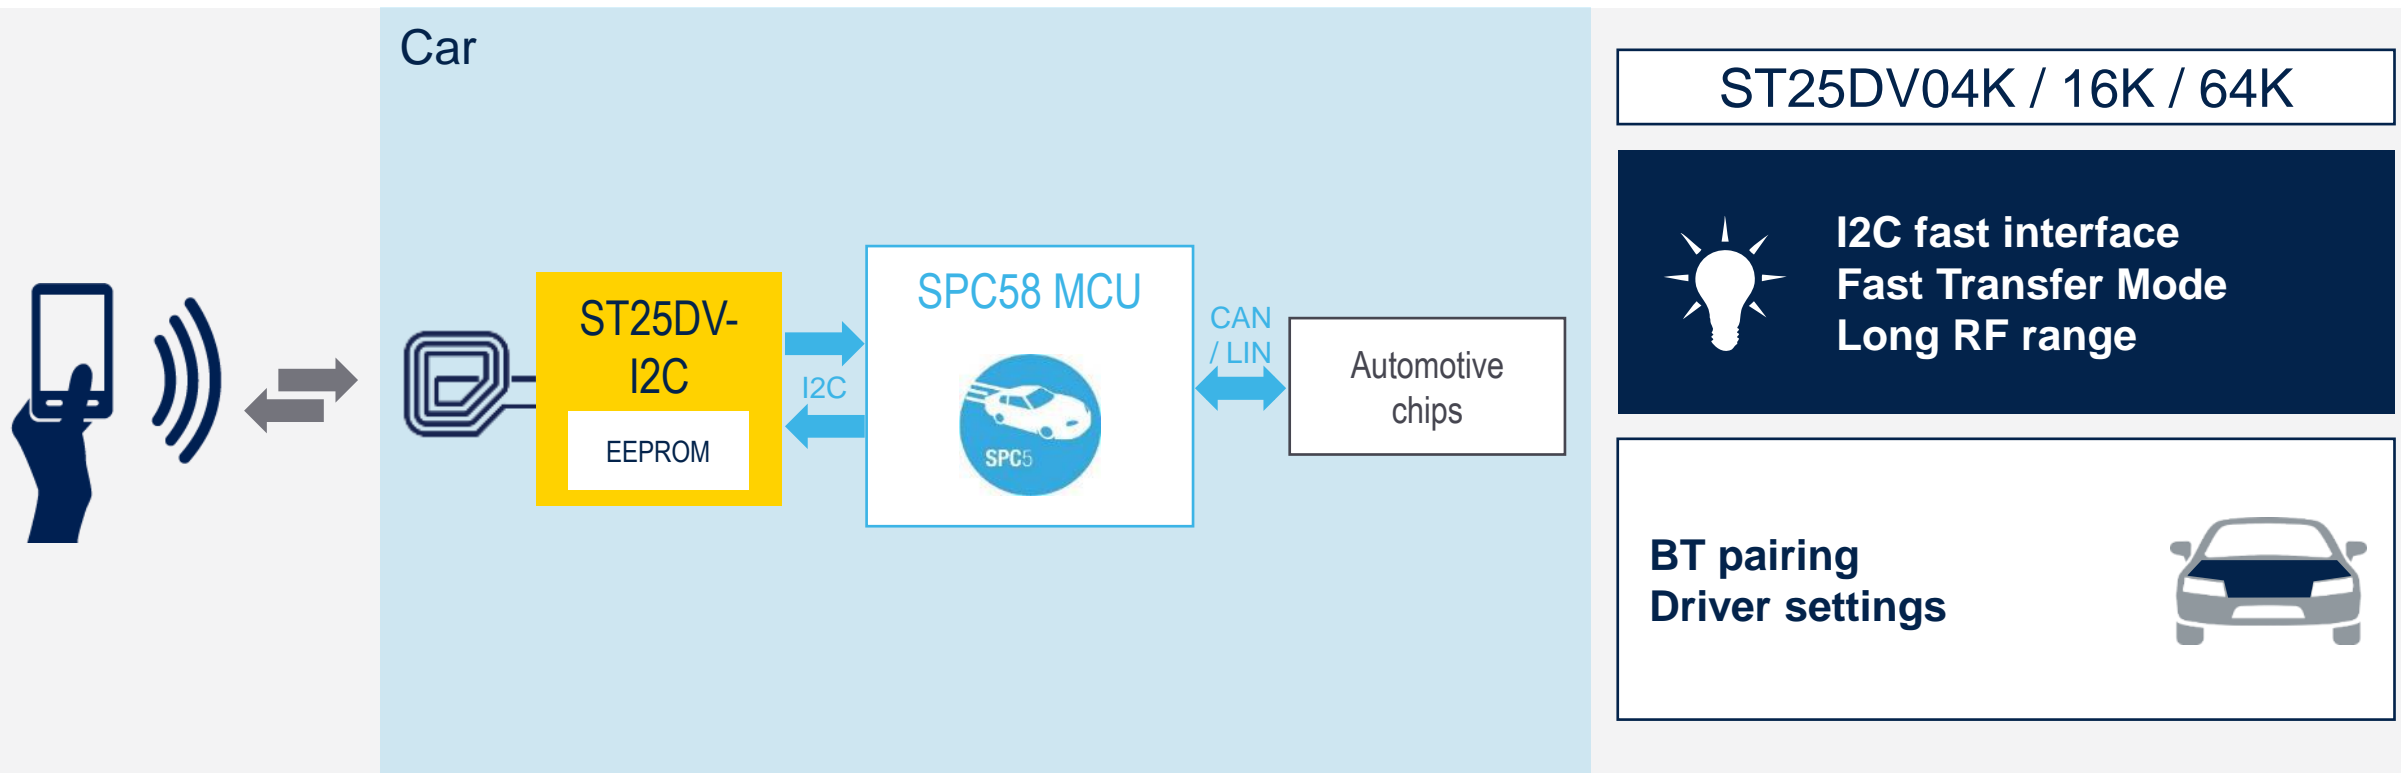 Car
ST25DV-
I2C
EEPROM
I2C
SPC58 MCU
SPC5
CAN
/ LIN
Automotive
chips
ST25DV04K / 16K / 64K
I2C fast interface
Fast Transfer Mode
Long RF range
BT pairing
Driver settings